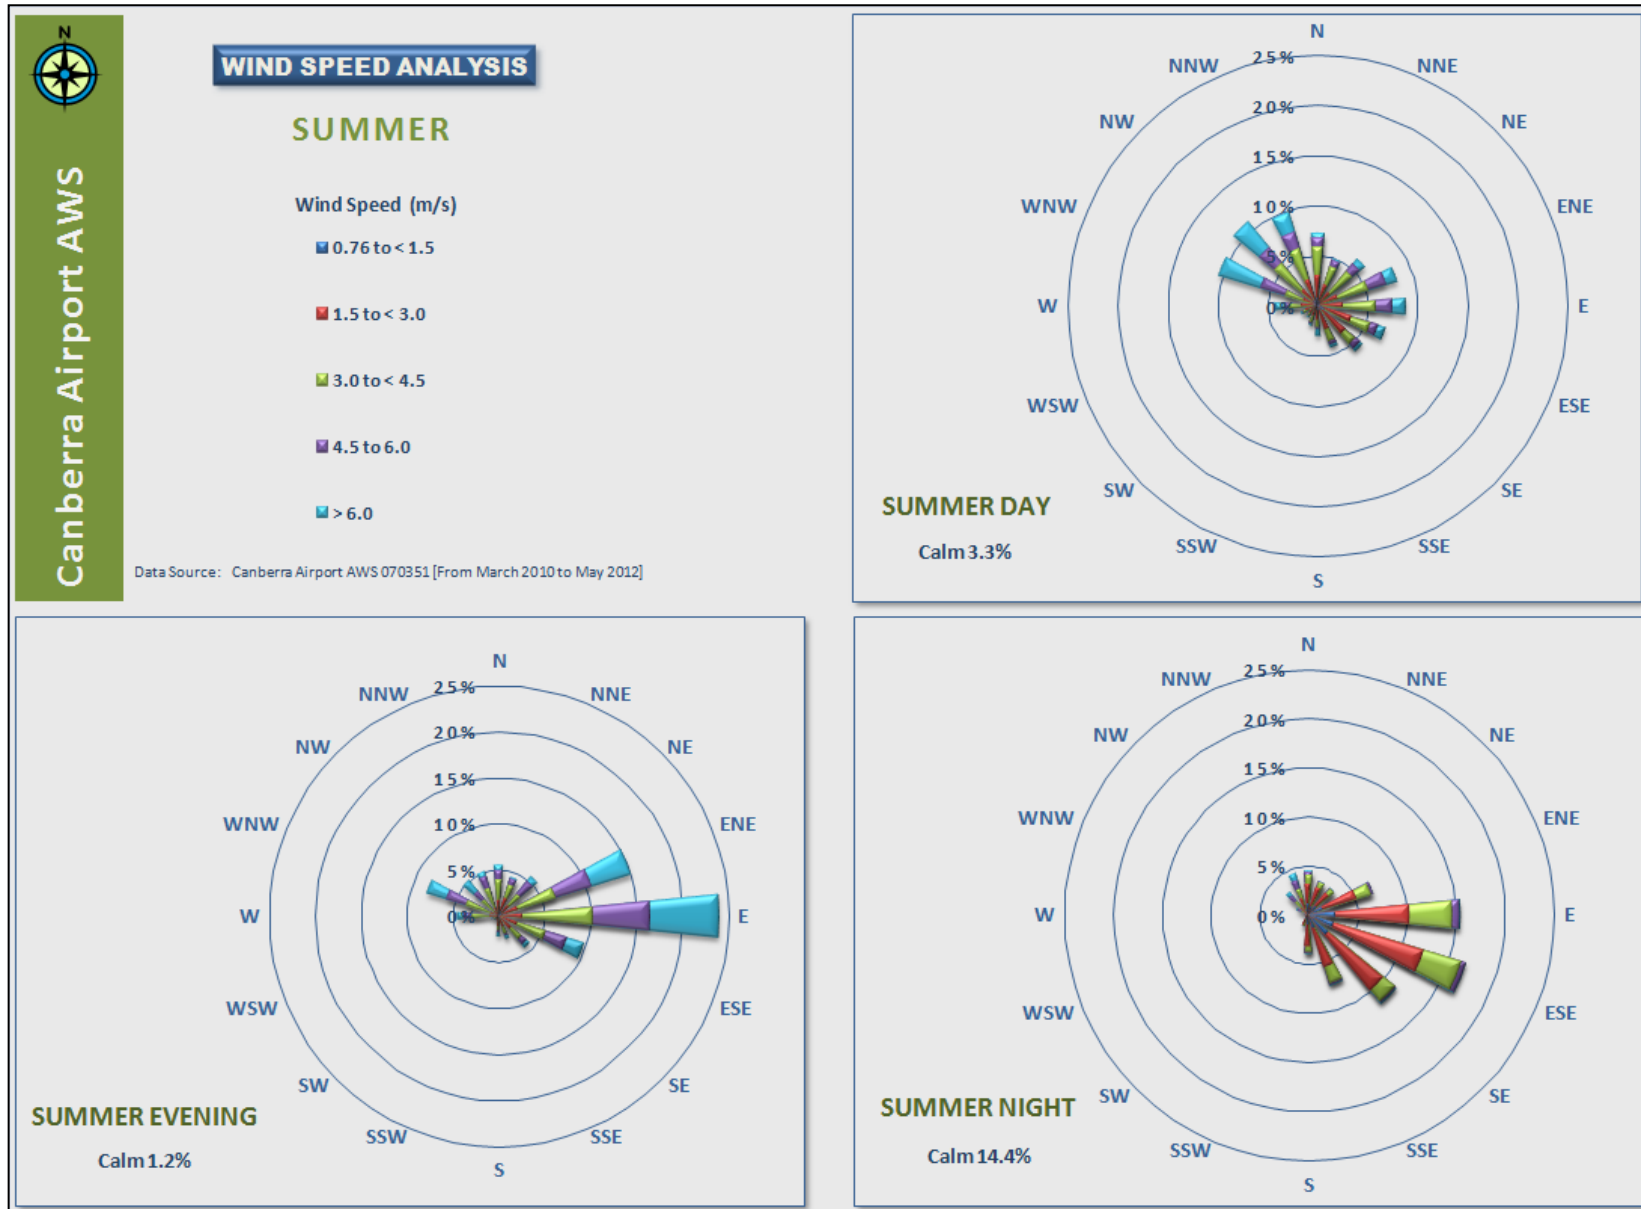 N
Canberra Airport AWS
WIND SPEED ANALYSIS
SUMMER
Wind Speed (m/s)
0.76 to < 1.5
1.5 to < 3.0
3.0 to < 4.5
4.5 to 6.0
> 6.0
Data Source: Canberra Airport AWS 070351 [From March 2010 to May 2012]
N
NNW
25%
NNE
NW
20%
NE
15%
WNW
10%
ENE
5%
W
0%
E
WSW
ESE
SW
SE
SUMMER DAY
SSW
SSE
Calm 3.3%
S
N
NNW
25%
NNE
NW
20%
NE
15%
WNW
10%
ENE
5%
W
0%
E
WSW
ESE
SW
SE
SUMMER EVENING
SSW
SSE
Calm 1.2%
S
N
NNW
25%
NNE
NW
20%
NE
15%
WNW
10%
ENE
5%
W
0%
E
WSW
ESE
SW
SE
SUMMER NIGHT
SSW
SSE
Calm 14.4%
S